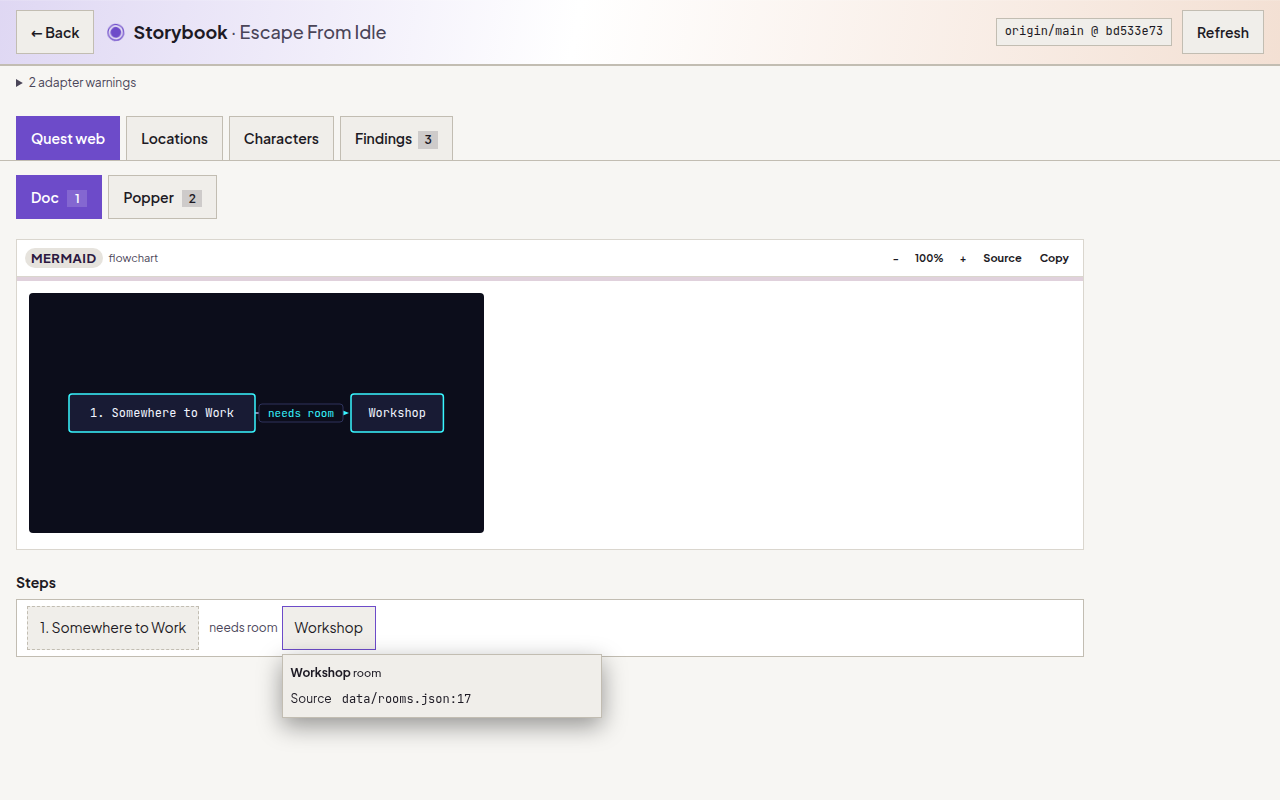 ← Back
Storybook · Escape From Idle
origin/main @ bd533e73
Refresh
▶ 2 adapter warnings
Quest web
Locations
Characters
Findings 3
Doc 1
Popper 2
MERMAID flowchart
− 100% + Source Copy
1. Somewhere to Work
needs room
Workshop
Steps
1. Somewhere to Work
needs room
Workshop
Workshop room
Source data/rooms.json:17